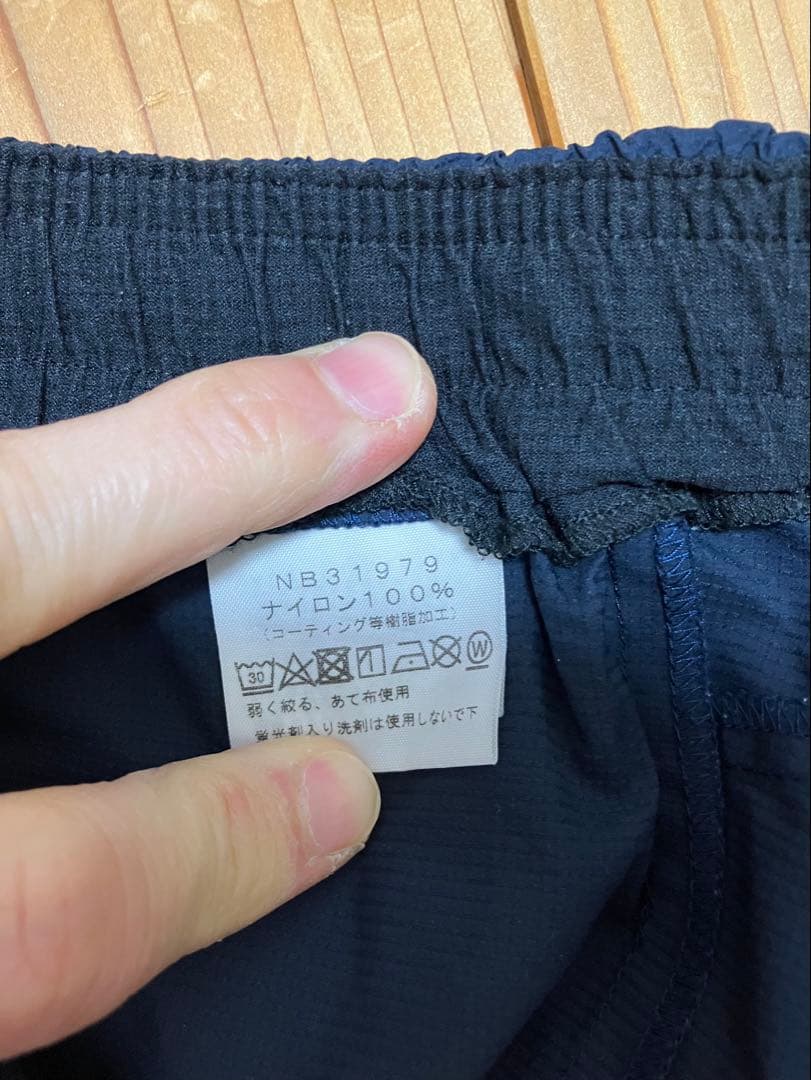 NB31979
ナイロン100%
(コーティング等樹脂加工)
30 W
弱く絞る、あて布使用
蛍光剤入り洗剤は使用しないで下